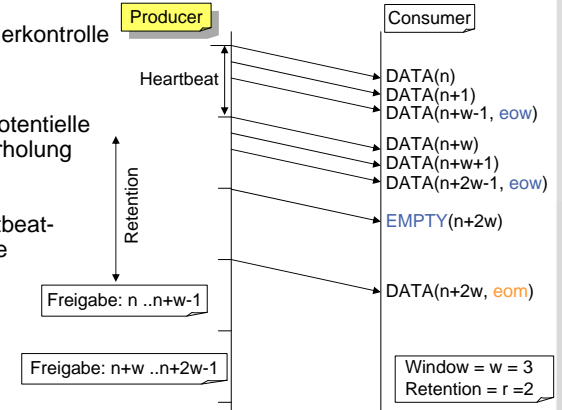 Producer
Consumer
erkontrolle
Heartbeat
DATA(n)
DATA(n+1)
DATA(n+w-1, eow)
otentielle
rholung
DATA(n+w)
DATA(n+w+1)
DATA(n+2w-1, eow)
Retention
tbeat-
e
EMPTY(n+2w)
DATA(n+2w, eom)
Freigabe: n ..n+w-1
Freigabe: n+w ..n+2w-1
Window = w = 3
Retention = r =2